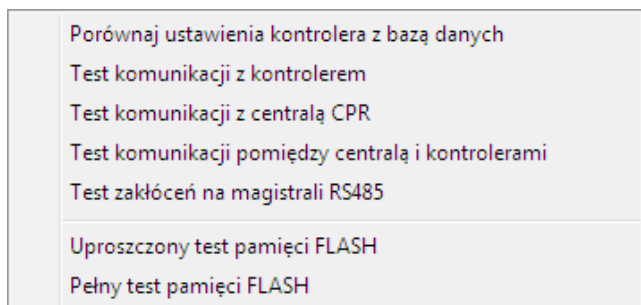 Porównaj ustawienia kontrolera z bazą danych
Test komunikacji z kontrolerem
Test komunikacji z centralą CPR
Test komunikacji pomiędzy centralą i kontrolerami
Test zakłóceń na magistrali RS485
Uproszczony test pamięci FLASH
Pełny test pamięci FLASH